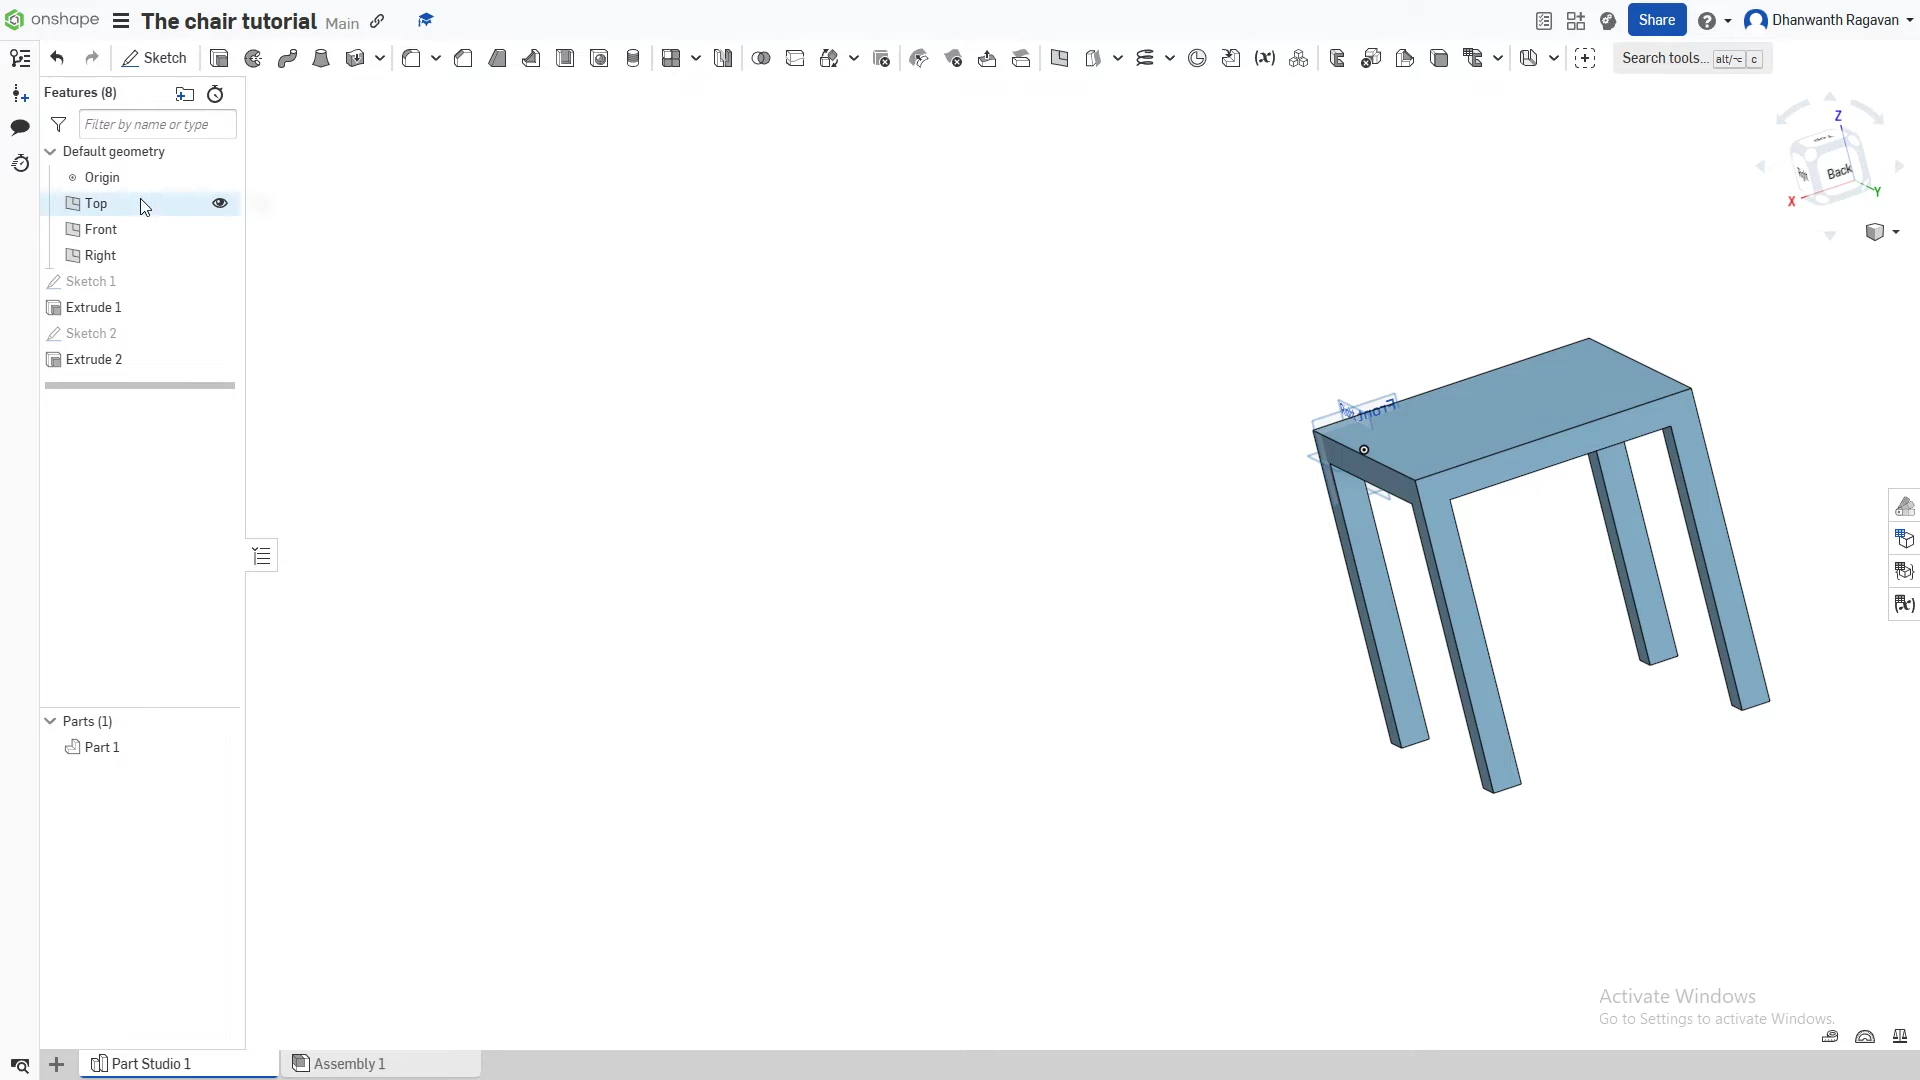 onshape
The chair tutorial Main
Share
Dhanwanth Ragavan
Sketch
Search tools... alt/⌥ c
Features (8)
Filter by name or type
Default geometry
Origin
Top
Front
Right
Sketch 1
Extrude 1
Sketch 2
Extrude 2
Parts (1)
Part 1
Z
Back
Right
X
Y
Right
Front
Activate Windows
Go to Settings to activate Windows.
Part Studio 1
Assembly 1